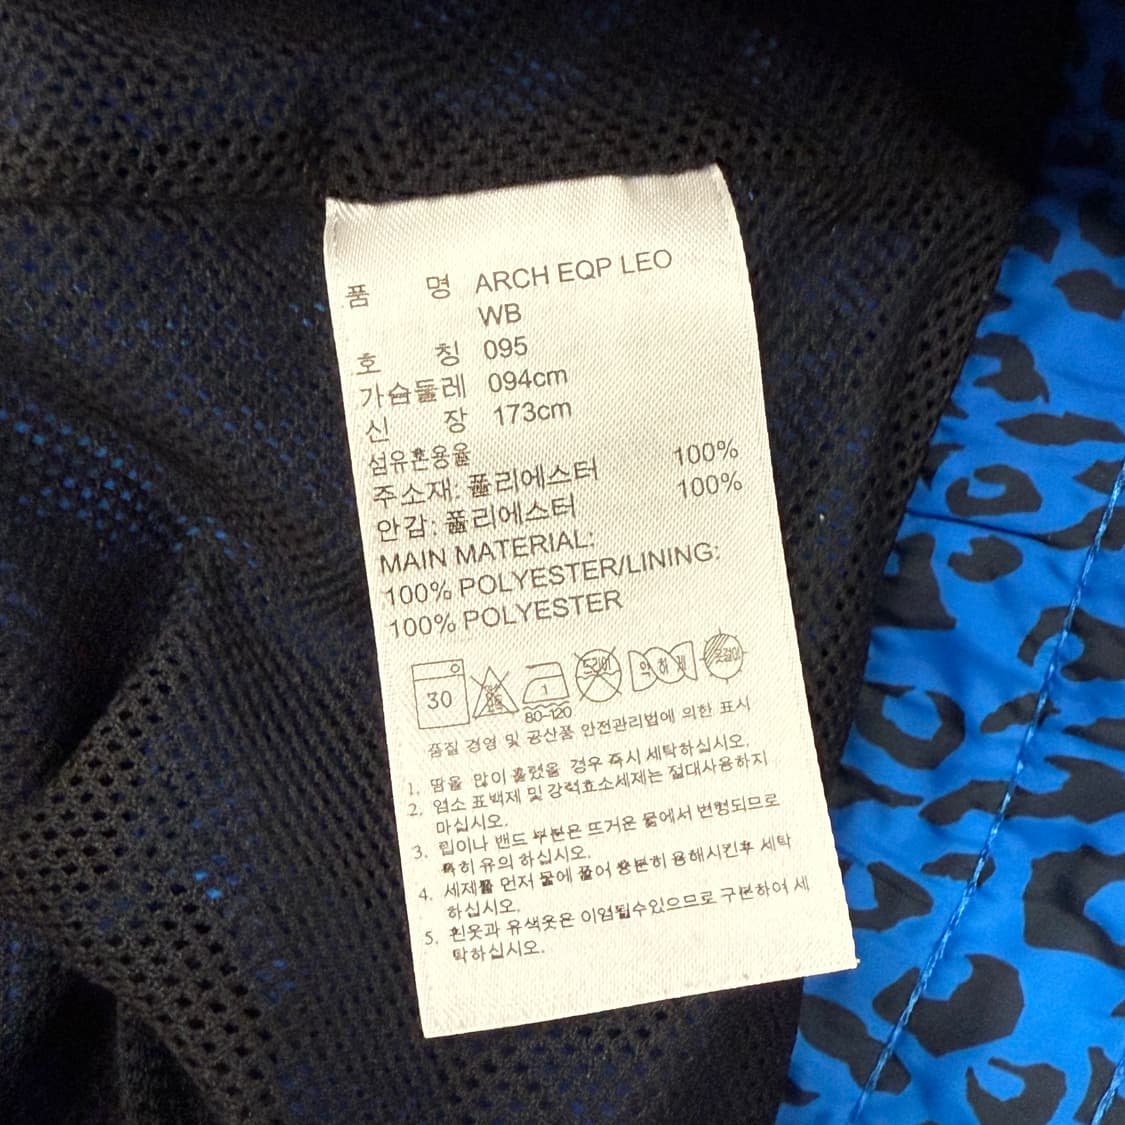 품 명 ARCH EQP LEO
WB
호 칭 095
가슴둘레 094cm
신 장 173cm
섬유혼용율
주소재: 폴리에스터 100%
안감: 폴리에스터 100%
MAIN MATERIAL:
100% POLYESTER/LINING:
100% POLYESTER
30 80~120 드라이 약하게 옷걸이
품질 경영 및 공산품 안전관리법에 의한 표시
1. 땀을 많이 흘렸을 경우 즉시 세탁하십시오.
2. 염소 표백제 및 강력효소세제는 절대사용하지
마십시오.
3. 립이나 밴드 부분은 뜨거운 물에서 변형되므로
특히 유의 하십시오.
4. 세제를 먼저 물에 풀어 충분히 용해시킨후 세탁
하십시오.
5. 흰옷과 유색옷은 이염될수있으므로 구분하여 세
탁하십시오.